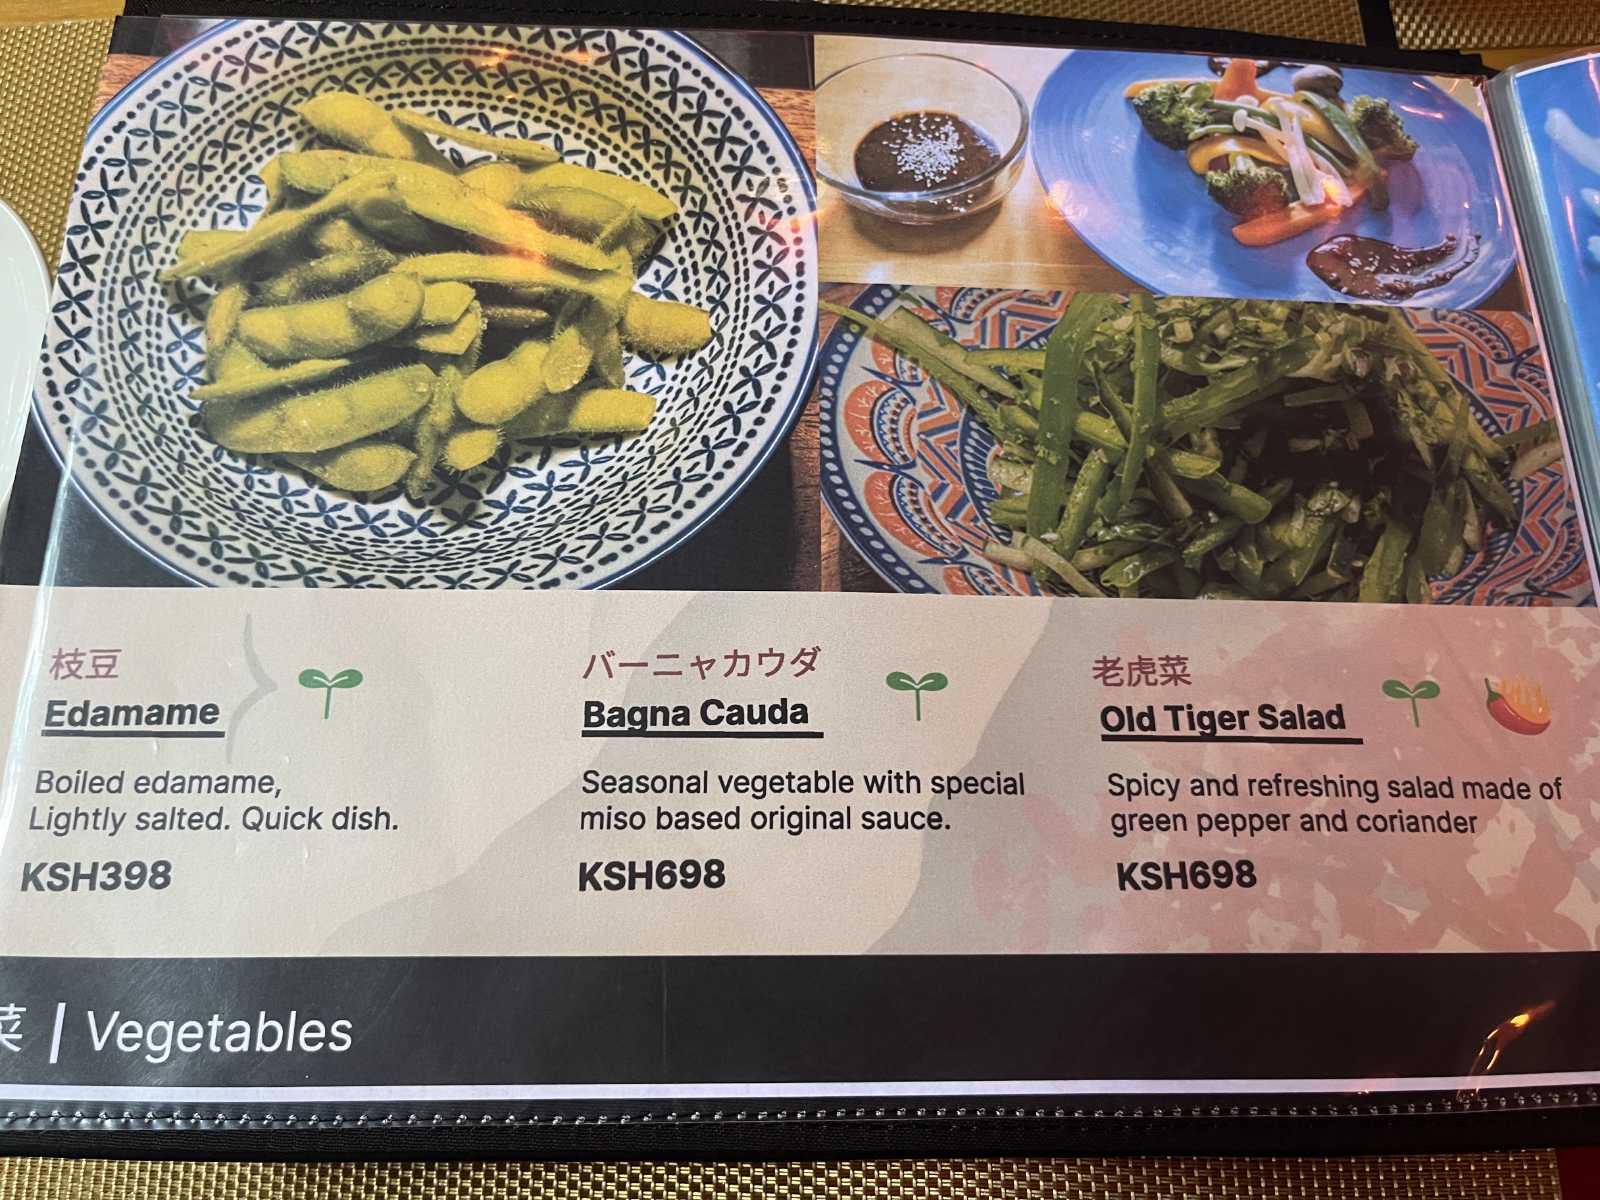 枝豆
Edamame
Boiled edamame,
Lightly salted. Quick dish.
KSH398
バーニャカウダ
Bagna Cauda
Seasonal vegetable with special
miso based original sauce.
KSH698
老虎菜
Old Tiger Salad
Spicy and refreshing salad made of
green pepper and coriander
KSH698
菜 | Vegetables